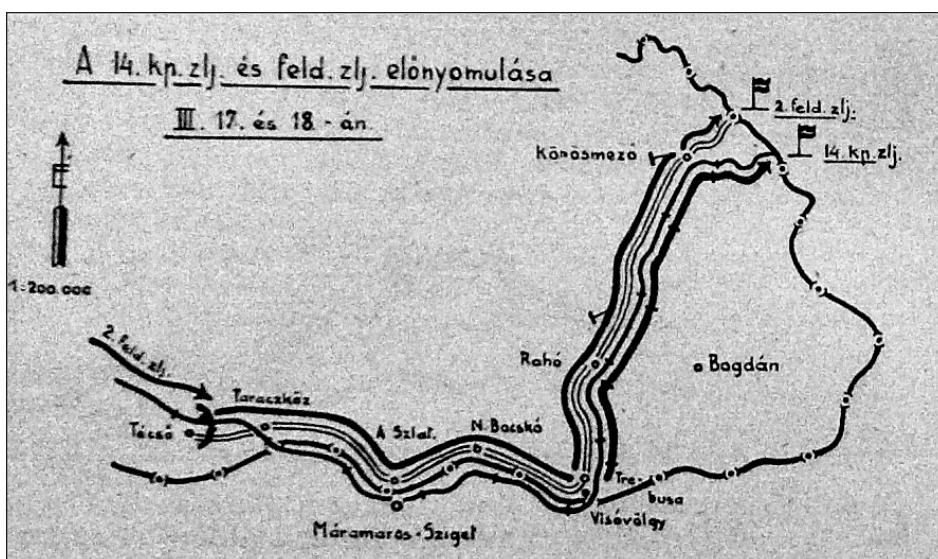 A 14. kp. zlj. és feld. zlj. előnyomulása
III. 17. és 18.-án.
1:200.000
2. feld. zlj.
14. kp. zlj.
Kőrösmező
Rahó
Bogdán
2. feld. zlj.
Taraczköz
Técső
A Szlat.
N. Bocskó
Tre-
busa
Visóvölgy
Máramaros-Sziget